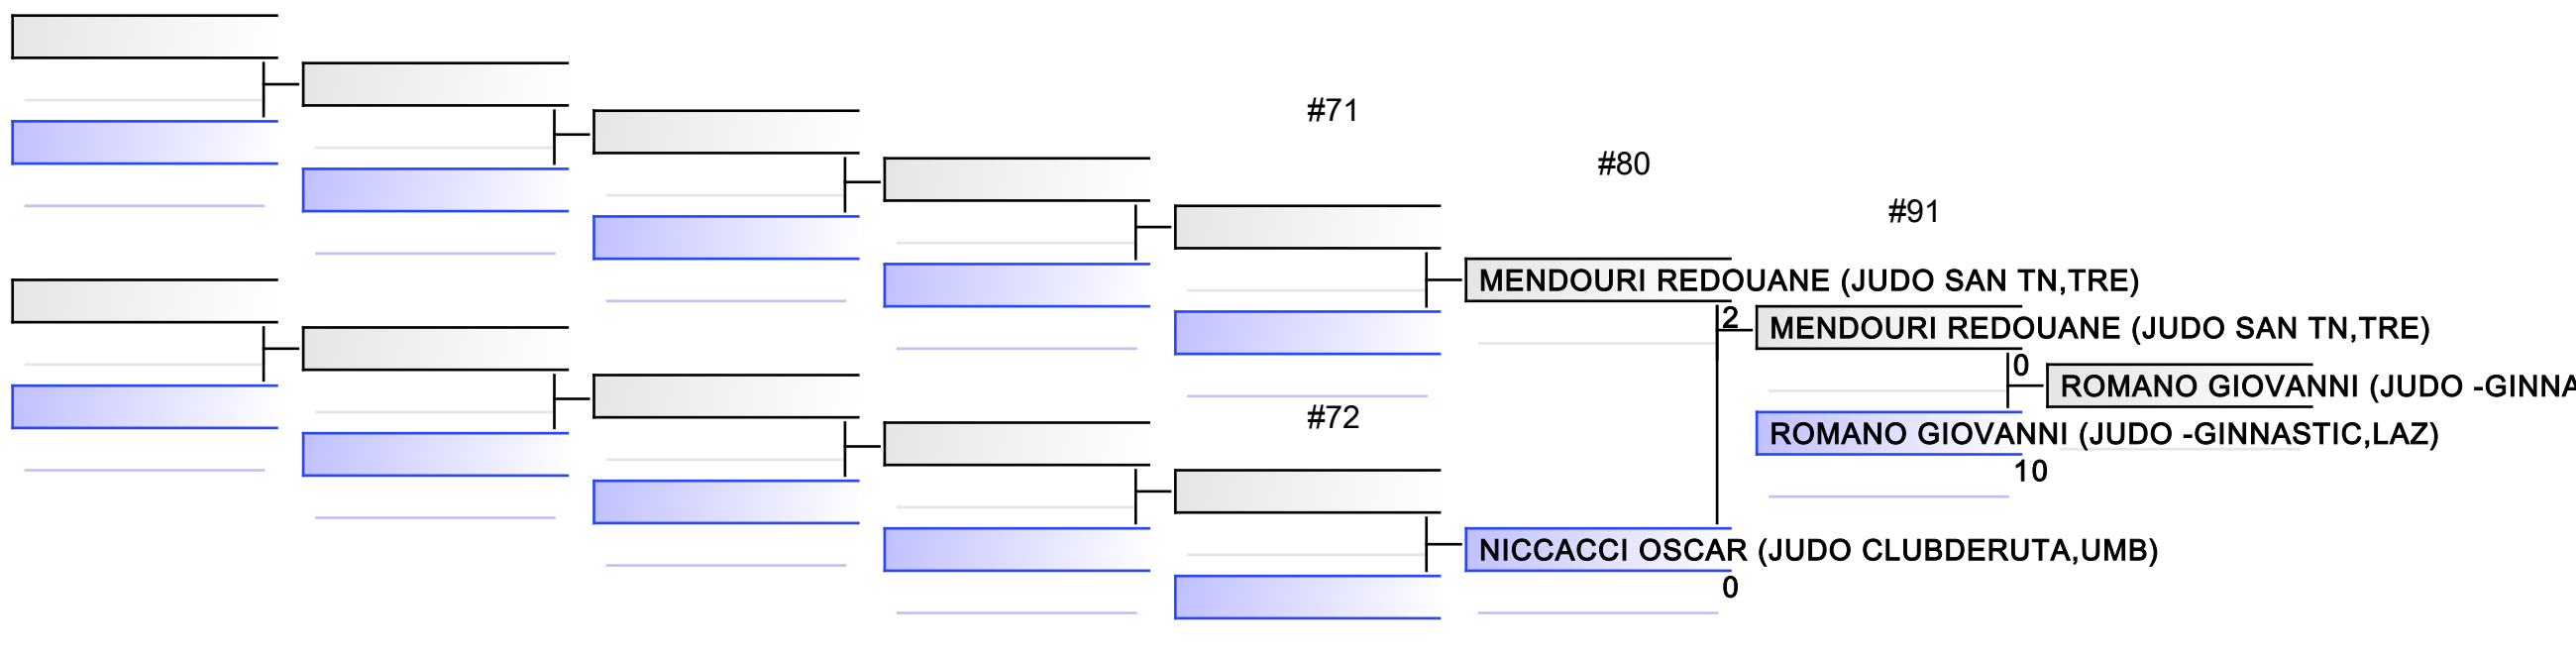 #71
#80
#91
MENDOURI REDOUANE (JUDO SAN TN,TRE)
2
MENDOURI REDOUANE (JUDO SAN TN,TRE)
0
ROMANO GIOVANNI (JUDO -GINNA
#72
ROMANO GIOVANNI (JUDO -GINNASTIC,LAZ)
10
NICCACCI OSCAR (JUDO CLUBDERUTA,UMB)
0